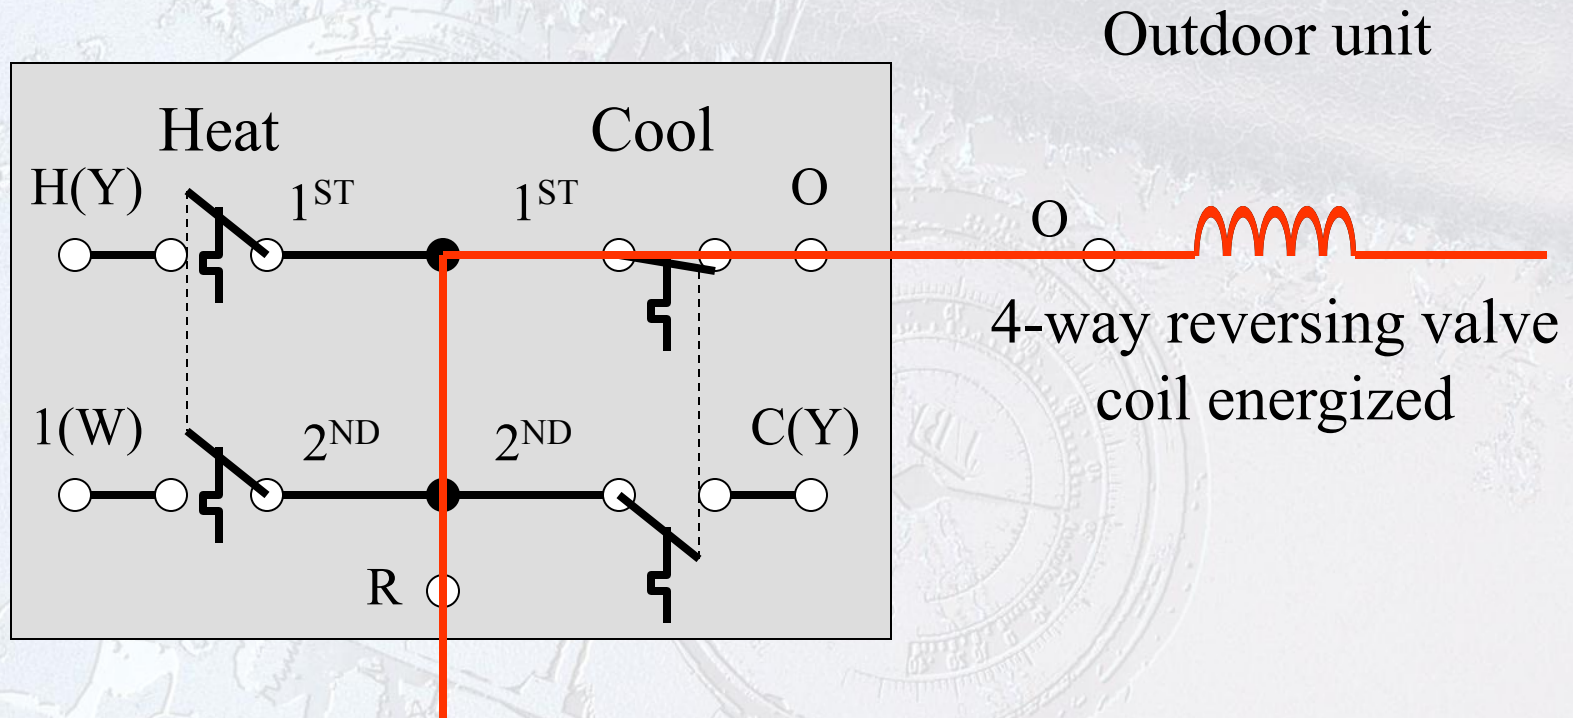 Outdoor unit
Heat Cool
H(Y) 1ST 1ST O
O
4-way reversing valve
coil energized
1(W) 2ND 2ND C(Y)
R